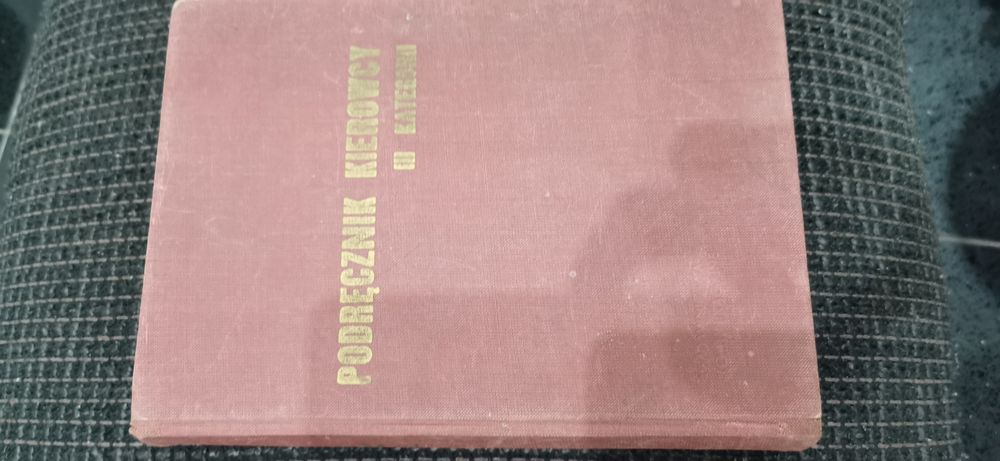 PODRĘCZNIK KIEROWCY
III KATEGORII